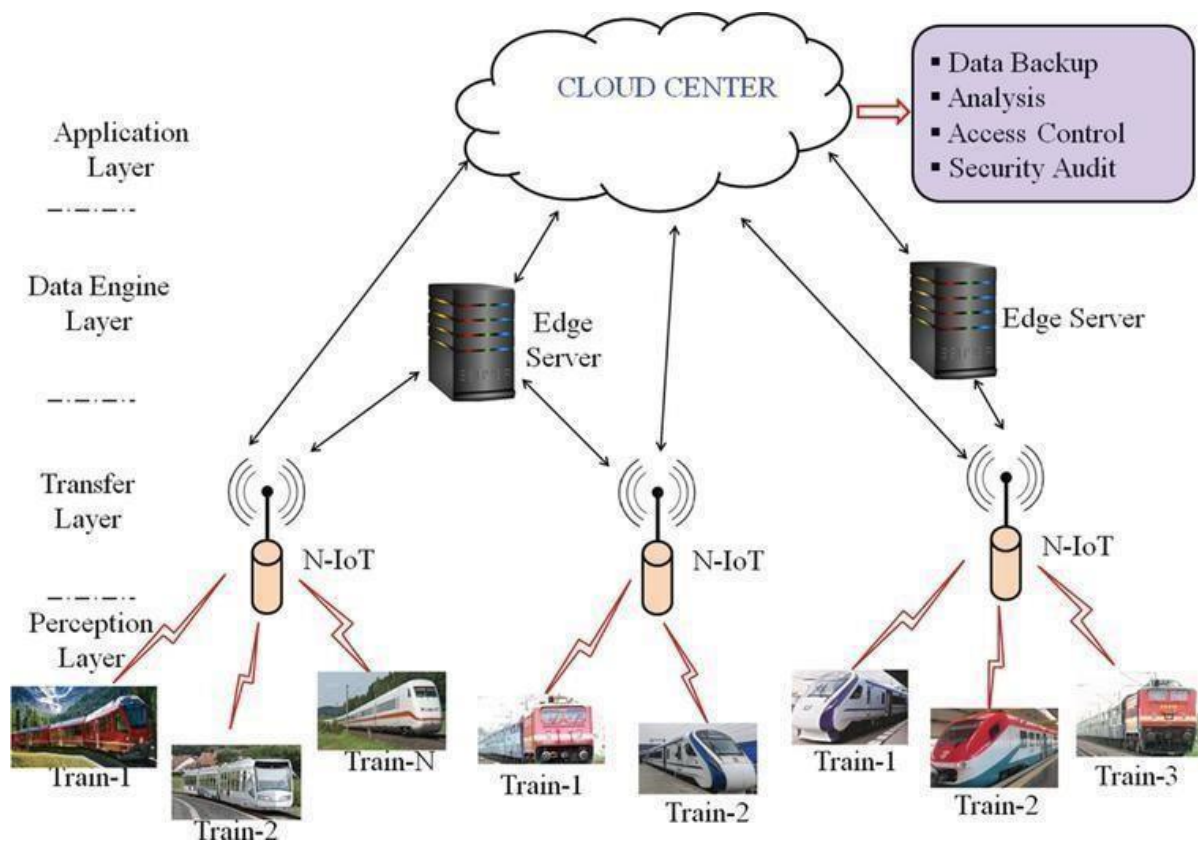 CLOUD CENTER
▪ Data Backup
▪ Analysis
▪ Access Control
▪ Security Audit
Application
Layer
Data Engine
Layer
Edge
Server
Edge Server
Transfer
Layer
N-IoT
N-IoT
N-IoT
Perception
Layer
Train-1
Train-2
Train-N
Train-1
Train-2
Train-1
Train-2
Train-3